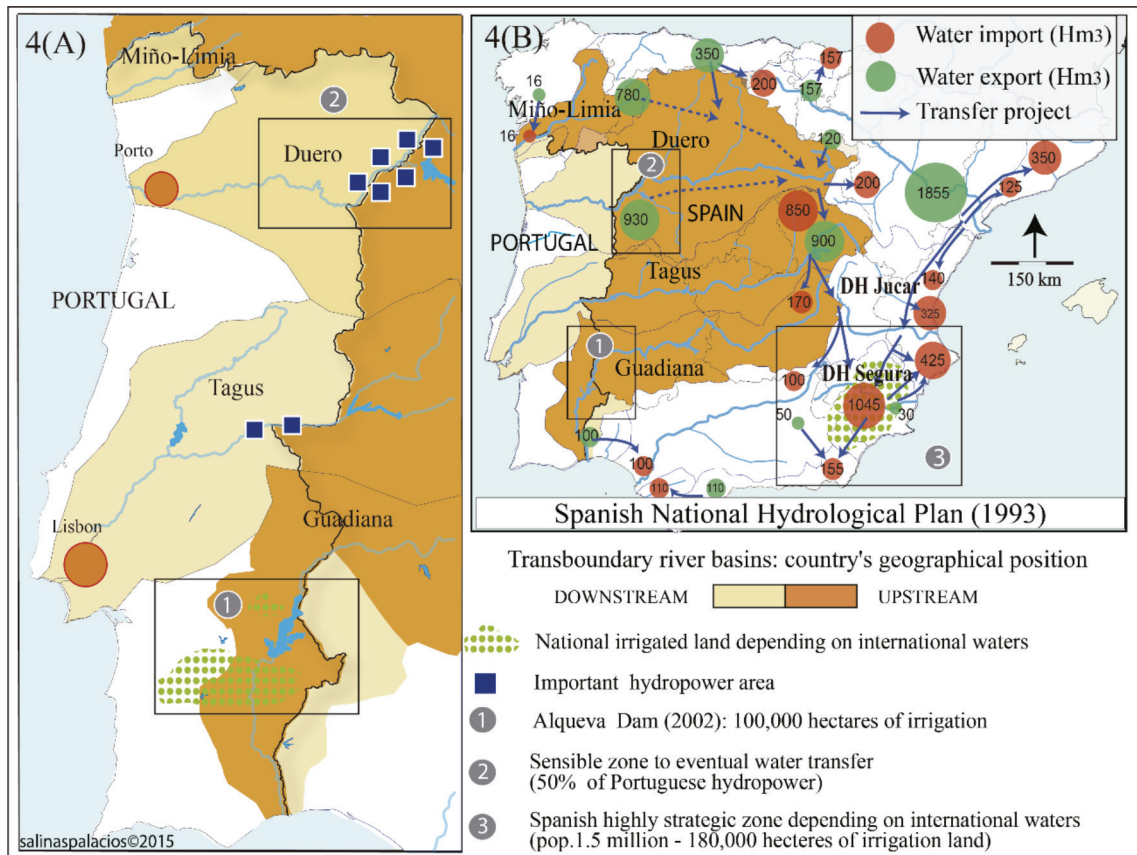 4(A)
Miño-Limia
2
Porto
Duero
PORTUGAL
Tagus
Lisbon
Guadiana
1
salinaspalacios©2015
4(B)
Water import (Hm3)
Water export (Hm3)
Transfer project
350
157
200
157
16
780
Miño-Limia
16
Duero
120
2
350
125
200
1855
930
SPAIN
850
PORTUGAL
900
150 km
Tagus
140
DH Jucar
170
325
1
425
Guadiana
100
DH Segura
1045
50
30
100
3
100
155
110
110
Spanish National Hydrological Plan (1993)
Transboundary river basins: country's geographical position
DOWNSTREAM UPSTREAM
National irrigated land depending on international waters
Important hydropower area
1 Alqueva Dam (2002): 100,000 hectares of irrigation
2 Sensible zone to eventual water transfer
(50% of Portuguese hydropower)
3 Spanish highly strategic zone depending on international waters
(pop.1.5 million - 180,000 hecteres of irrigation land)